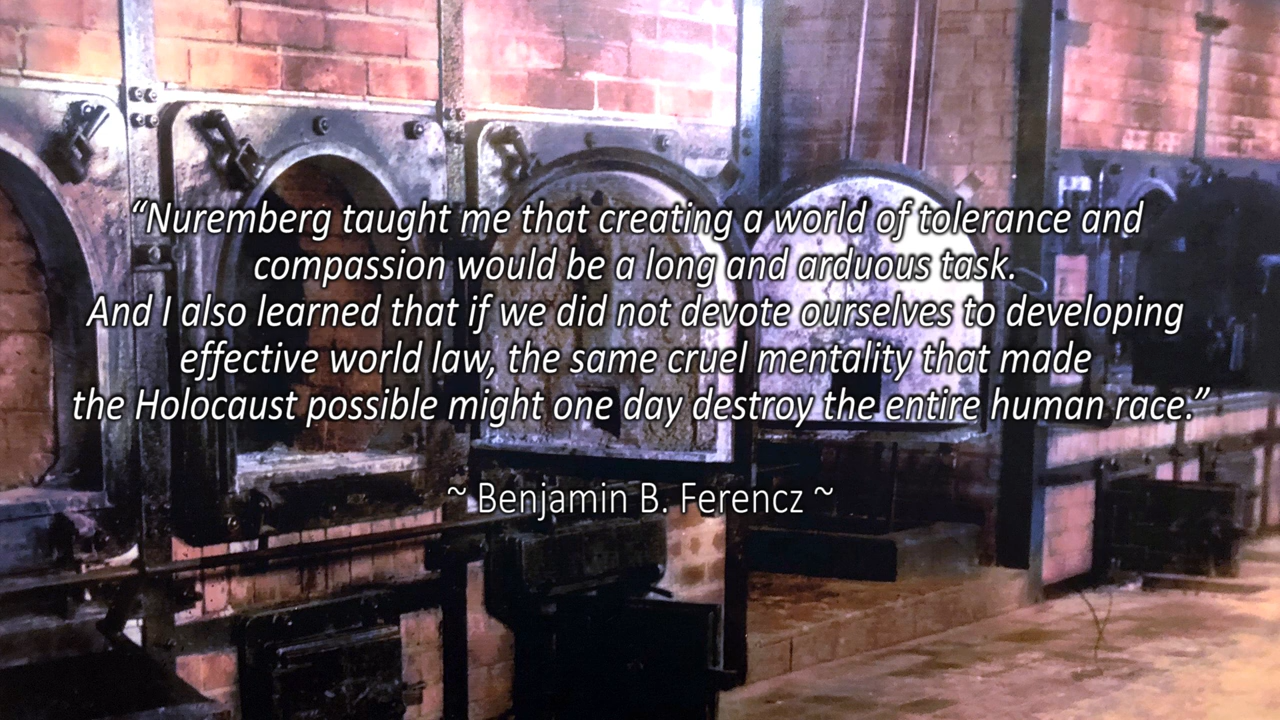 “Nuremberg taught me that creating a world of tolerance and
compassion would be a long and arduous task.
And I also learned that if we did not devote ourselves to developing
effective world law, the same cruel mentality that made
the Holocaust possible might one day destroy the entire human race.”
~ Benjamin B. Ferencz ~